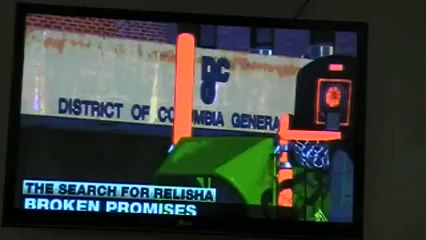 DC
DISTRICT OF COLUMBIA GENERA
THE SEARCH FOR RELISHA
BROKEN PROMISES